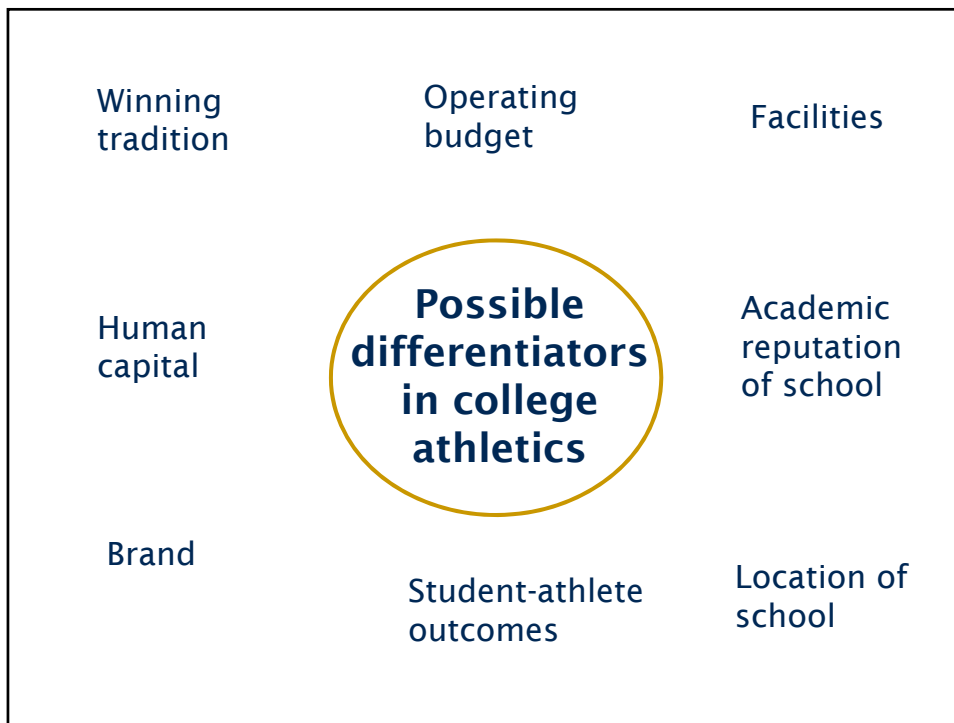 Winning
tradition
Operating
budget
Facilities
Human
capital
Possible
differentiators
in college
athletics
Academic
reputation
of school
Brand
Student-athlete
outcomes
Location of
school